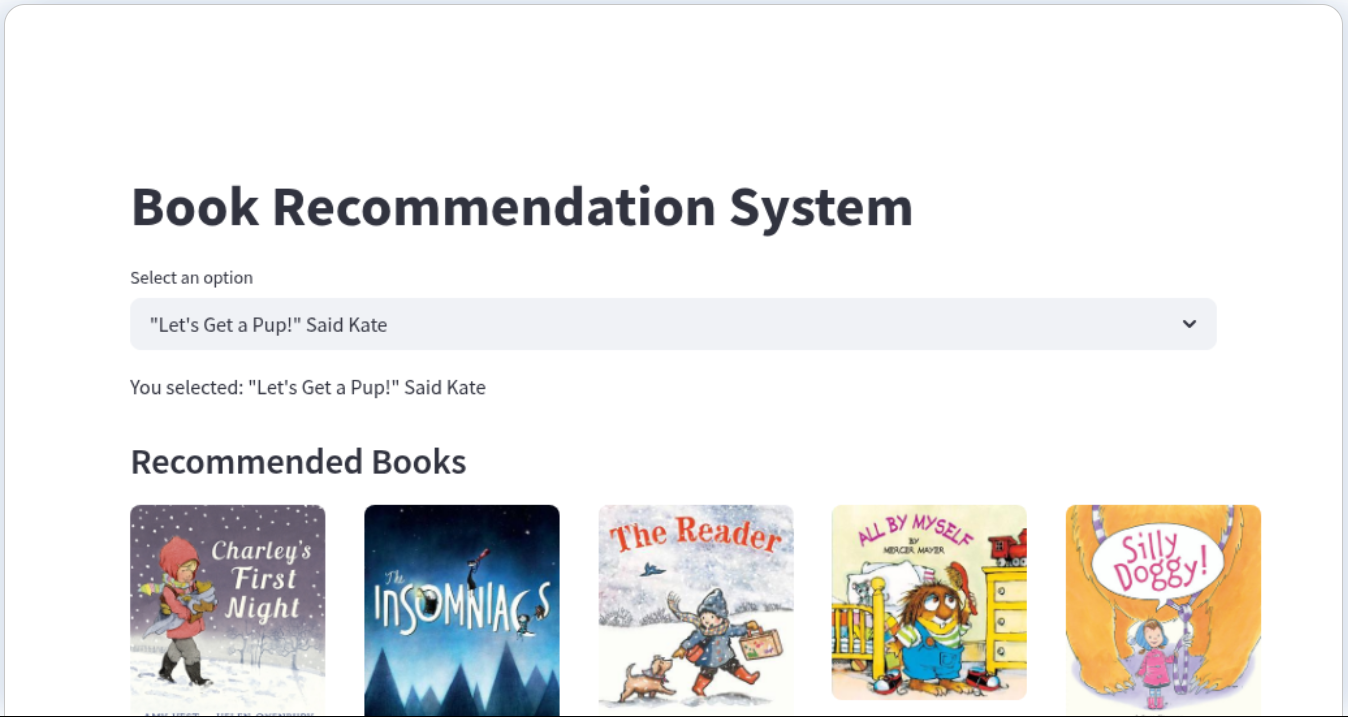 Book Recommendation System
Select an option
"Let's Get a Pup!" Said Kate
You selected: "Let's Get a Pup!" Said Kate
Recommended Books
Charley's
First
Night
The
INSOMNIACS
The Reader
ALL BY MYSELF
BY
MERCER MAYER
Silly
Doggy!